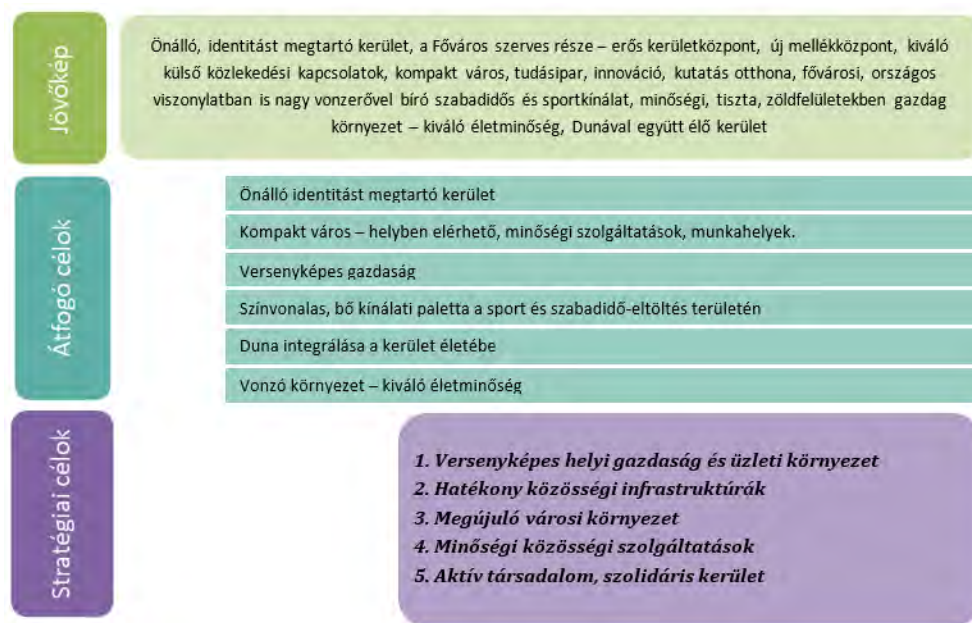 Jövőkép
Önálló, identitást megtartó kerület, a Főváros szerves része – erős kerületközpont, új mellékközpont, kiváló
külső közlekedési kapcsolatok, kompakt város, tudásipar, innováció, kutatás otthona, fővárosi, országos
viszonylatban is nagy vonzerővel bíró szabadidős és sportkínálat, minőségi, tiszta, zöldfelületekben gazdag
környezet – kiváló életminőség, Dunával együtt élő kerület
Átfogó célok
Önálló identitást megtartó kerület
Kompakt város – helyben elérhető, minőségi szolgáltatások, munkahelyek.
Versenyképes gazdaság
Színvonalas, bő kínálati paletta a sport és szabadidő-eltöltés területén
Duna integrálása a kerület életébe
Vonzó környezet – kiváló életminőség
Stratégiai célok
1. Versenyképes helyi gazdaság és üzleti környezet
2. Hatékony közösségi infrastruktúrák
3. Megújuló városi környezet
4. Minőségi közösségi szolgáltatások
5. Aktív társadalom, szolidáris kerület